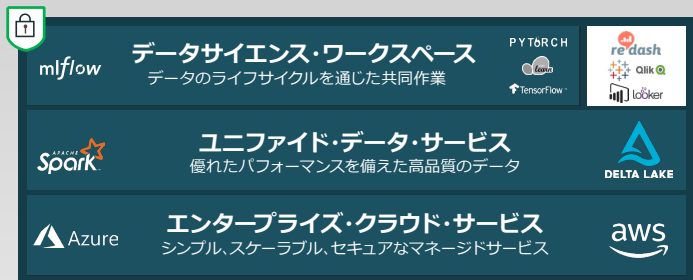 mlflow
データサイエンス・ワークスペース
データのライフサイクルを通じた共同作業
PYTORCH
learn
TensorFlow
re:dash
Qlik
looker
APACHE
Spark
ユニファイド・データ・サービス
優れたパフォーマンスを備えた高品質のデータ
DELTA LAKE
Azure
エンタープライズ・クラウド・サービス
シンプル、スケーラブル、セキュアなマネージドサービス
aws